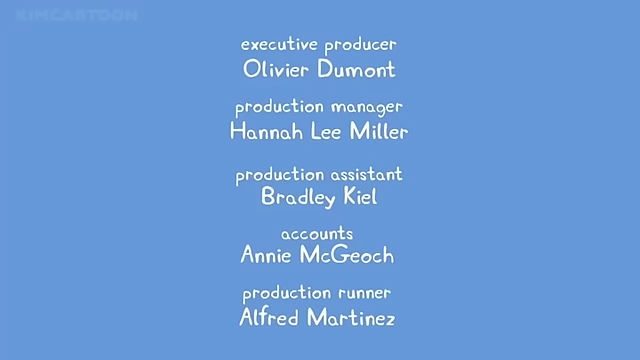 KIMCARTOON
executive producer
Olivier Dumont
production manager
Hannah Lee Miller
production assistant
Bradley Kiel
accounts
Annie McGeoch
production runner
Alfred Martinez